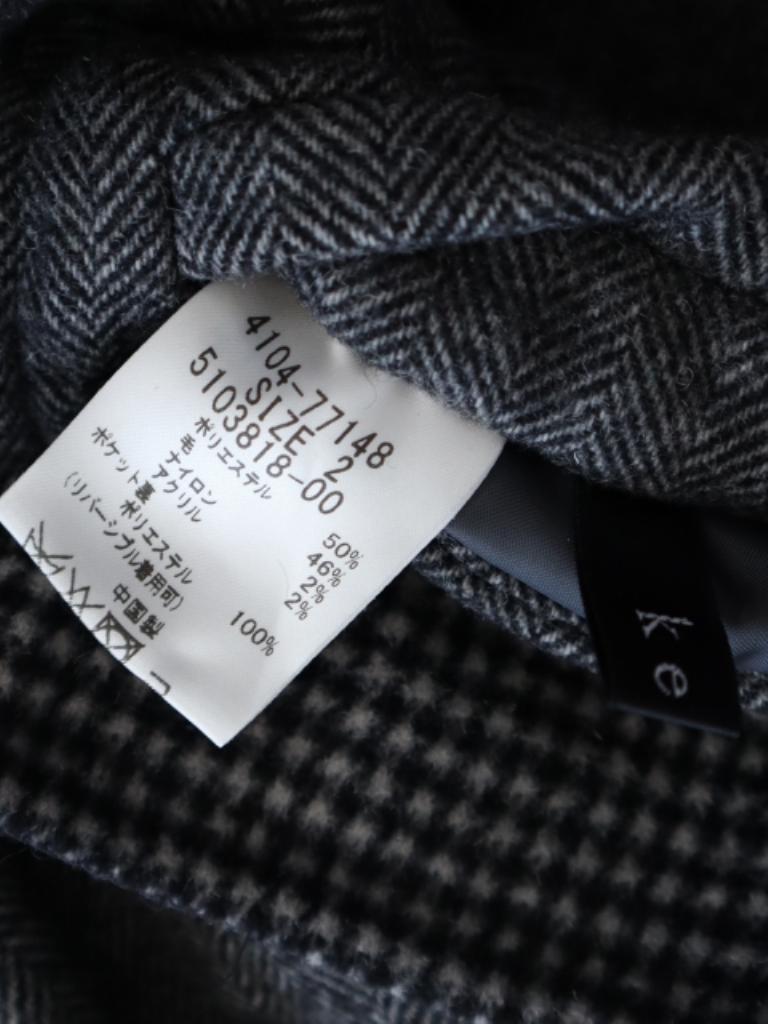 4104-77148
SIZE 2
5103818-00
ポリエステル 50%
毛 46%
ナイロン 2%
アクリル 2%
ポケット裏
ポリエステル 100%
(リバーシブル着用可)
中国製
ke